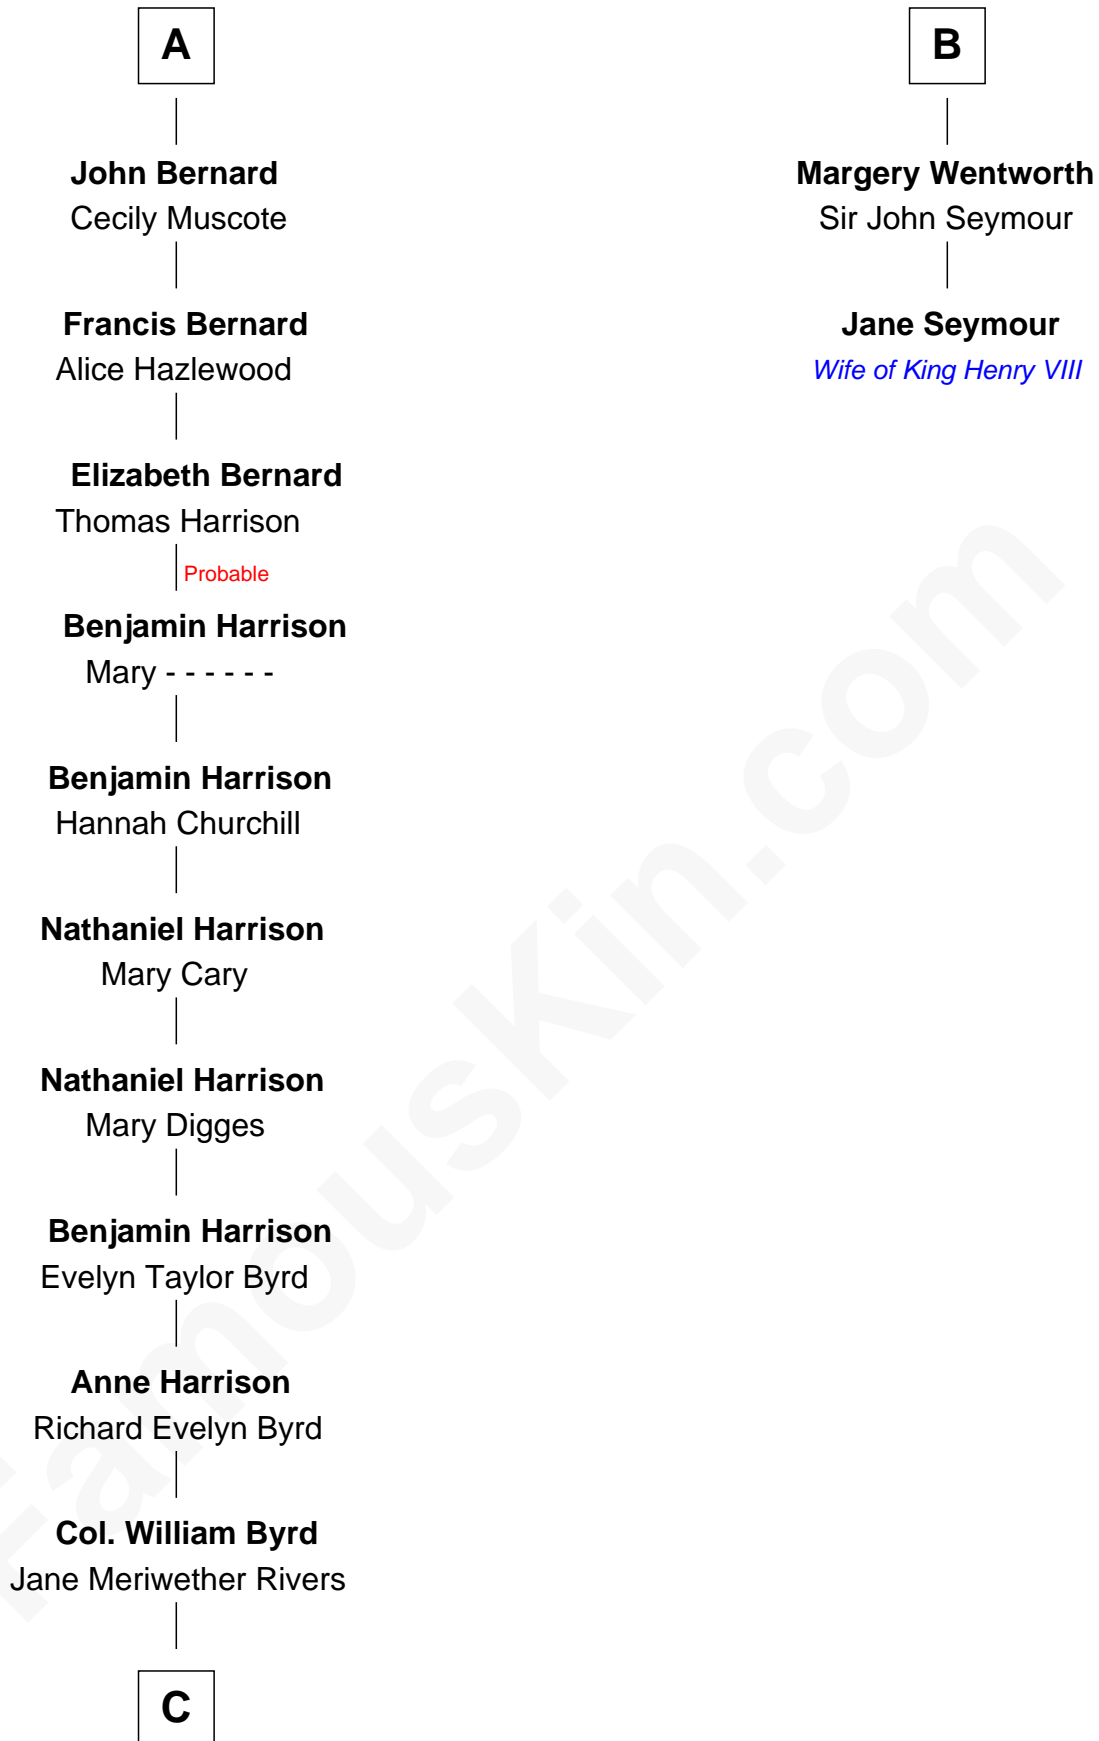 A
John Bernard
Cecily Muscote
Francis Bernard
Alice Hazlewood
Elizabeth Bernard
Thomas Harrison
Probable
Benjamin Harrison
Mary - - - - - -
Benjamin Harrison
Hannah Churchill
Nathaniel Harrison
Mary Cary
Nathaniel Harrison
Mary Digges
Benjamin Harrison
Evelyn Taylor Byrd
Anne Harrison
Richard Evelyn Byrd
Col. William Byrd
Jane Meriwether Rivers
C
B
Margery Wentworth
Sir John Seymour
Jane Seymour
Wife of King Henry VIII
FamousKin.com